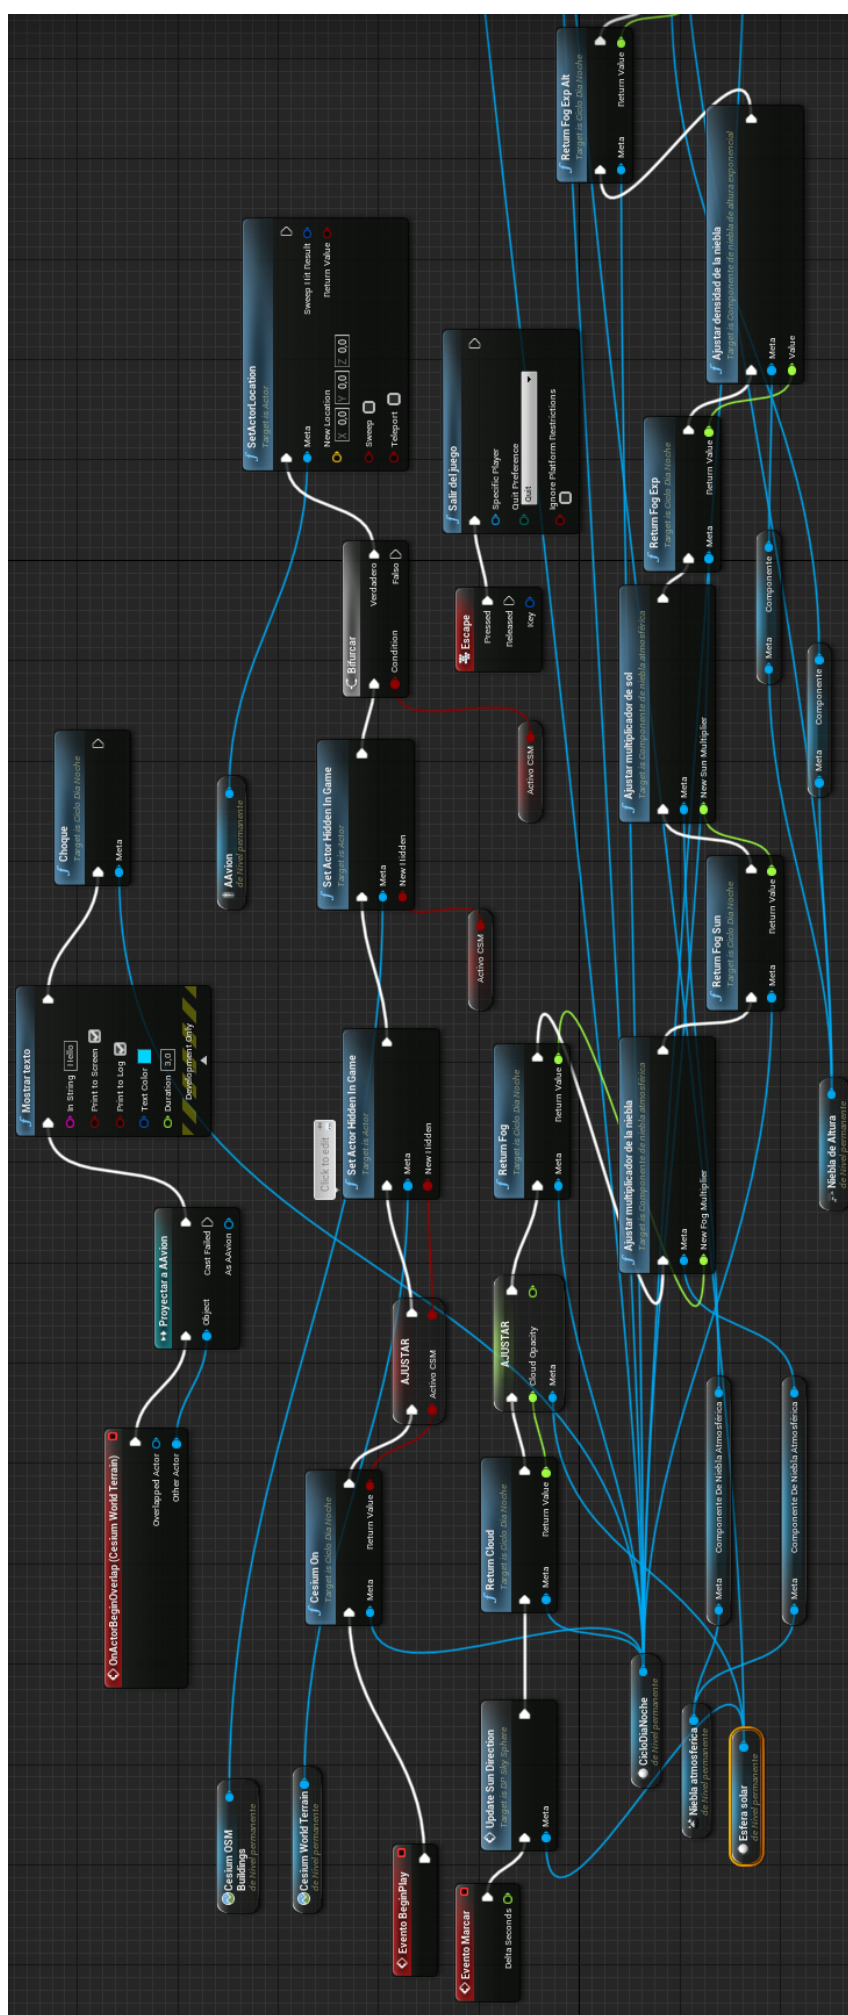 OnActorBeginOverlap (Cesium World Terrain)
Overlapped Actor
Other Actor
Proyectar a AAvion
Object
Cast Failed
As AAvion
Mostrar texto
In String
Hello
Print to Screen
Print to Log
Text Color
Duration
3,0
Development Only
Choque
Target is Ciclo Dia Noche
Meta
Cesium OSM
Buildings
de Nivel permanente
Cesium World Terrain
de Nivel permanente
AAvion
de Nivel permanente
SetActorLocation
Target is Actor
Meta
Sweep Hit Result
New Location
Return Value
X 0,0 Y 0,0 Z 0,0
Sweep
Teleport
Evento BeginPlay
Cesium On
Target is Ciclo Dia Noche
Meta
Return Value
AJUSTAR
Activo CSM
Click to edit
Set Actor Hidden In Game
Target is Actor
Meta
New Hidden
Set Actor Hidden In Game
Target is Actor
Meta
New Hidden
Activo CSM
Bifurcar
Verdadero
Condition
Falso
Activo CSM
Escape
Pressed
Released
Key
Salir del juego
Specific Player
Quit Preference
Quit
Ignore Platform Restrictions
Evento Marcar
Delta Seconds
Update Sun Direction
Target is BP Sky Sphere
Meta
Return Cloud
Target is Ciclo Dia Noche
Meta
Return Value
AJUSTAR
Cloud Opacity
Meta
Return Fog
Target is Ciclo Dia Noche
Meta
Return Value
CicloDiaNoche
de Nivel permanente
Niebla atmosferica
de Nivel permanente
Esfera solar
de Nivel permanente
Meta
Componente De Niebla Atmosférica
Meta
Componente De Niebla Atmosférica
Ajustar multiplicador de la niebla
Target is Componente de niebla atmosférica
Meta
New Fog Multiplier
Return Fog Sun
Target is Ciclo Dia Noche
Meta
Return Value
Ajustar multiplicador de sol
Target is Componente de niebla atmosférica
Meta
New Sun Multiplier
Return Fog Exp
Target is Ciclo Dia Noche
Meta
Return Value
Niebla de Altura
de Nivel permanente
Meta
Componente
Meta
Componente
Ajustar densidad de la niebla
Target is Componente de niebla de altura exponencial
Meta
Value
Return Fog Exp Alt
Target is Ciclo Dia Noche
Meta
Return Value